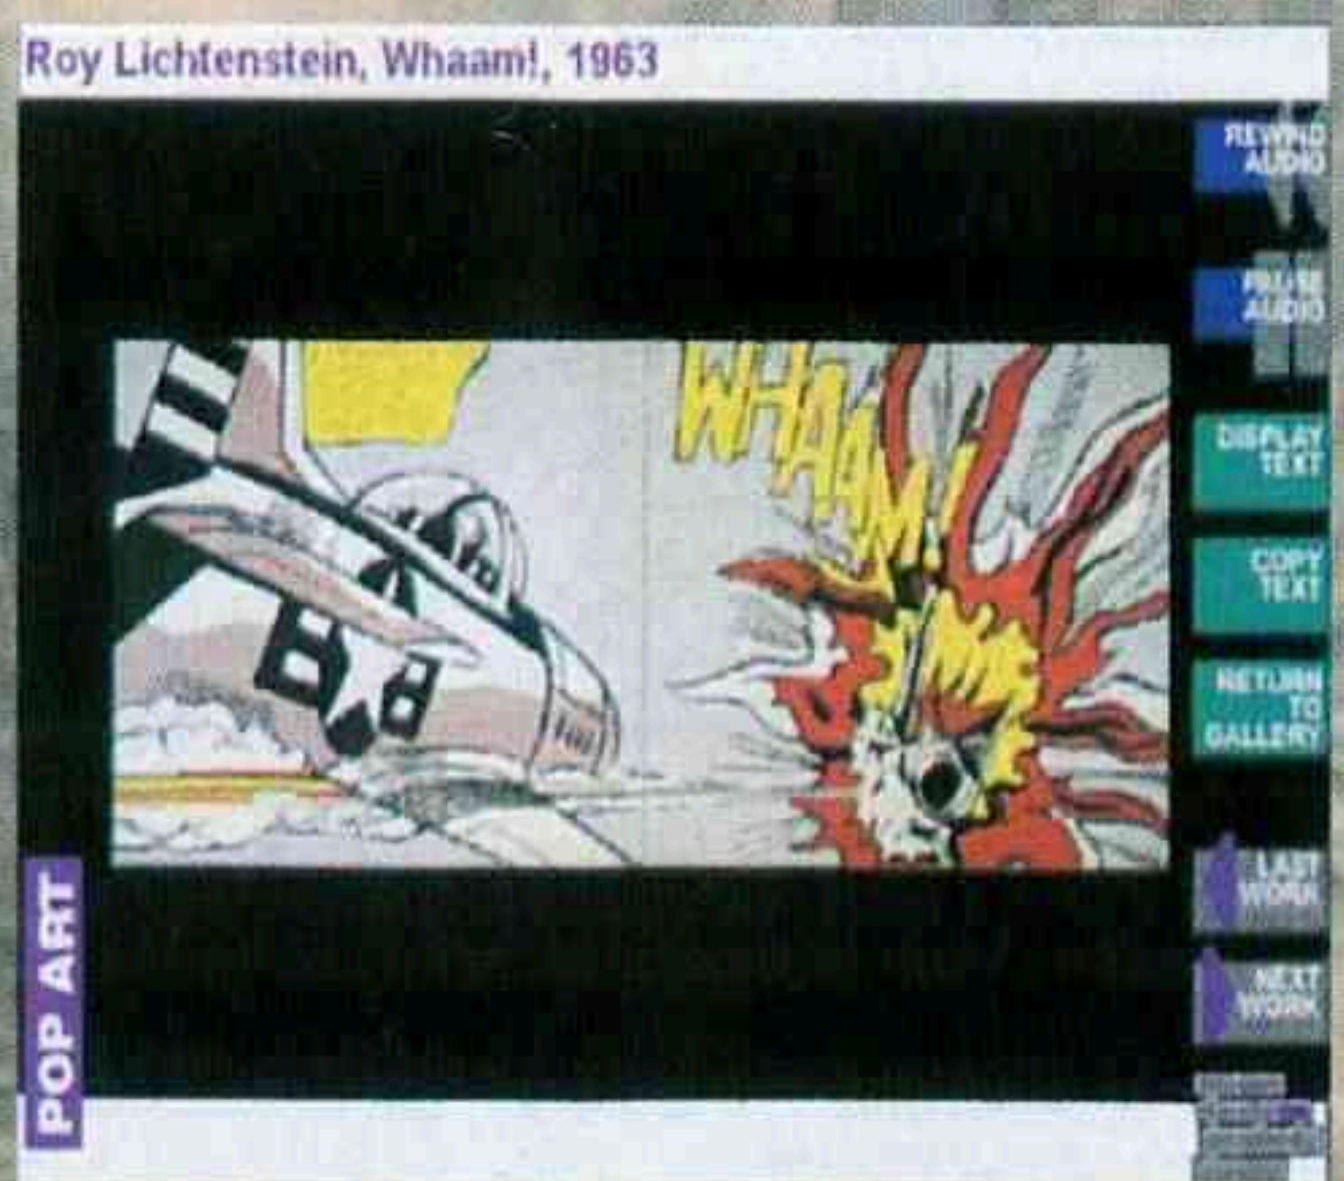 Roy Lichtenstein, Whaam!, 1963
REWIND
AUDIO
PAUSE
AUDIO
WHAAM!
DISPLAY
TEXT
COPY
TEXT
RETURN
TO
GALLERY
LAST
WORK
NEXT
WORK
POP ART